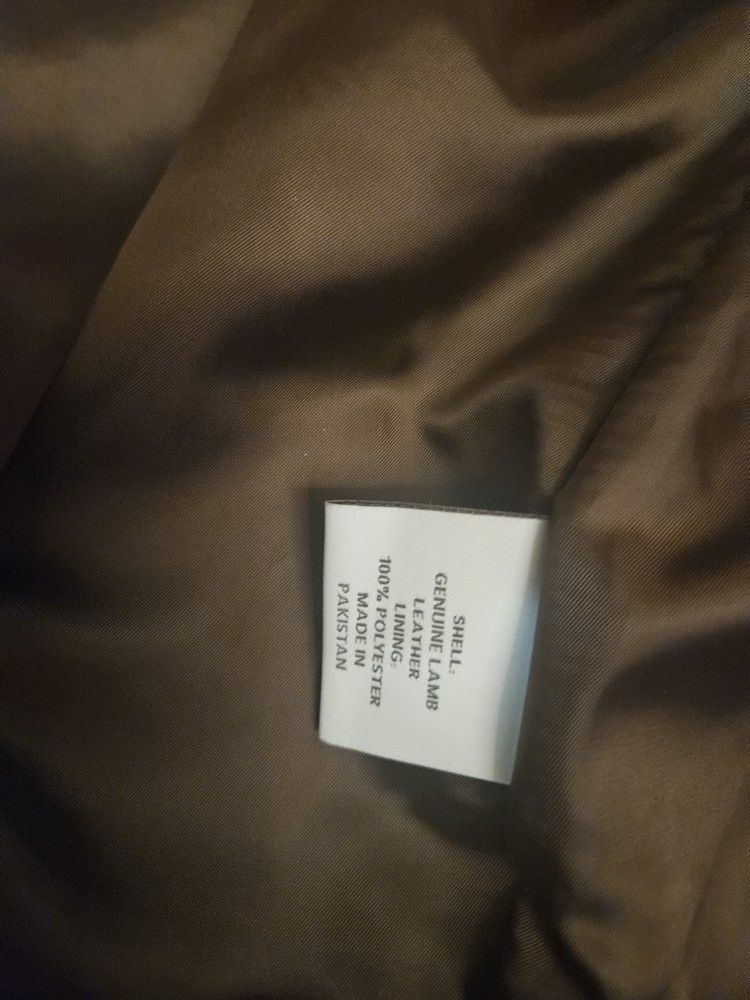 SHELL:
GENUINE LAMB
LEATHER
LINING:
100% POLYESTER
MADE IN
PAKISTAN